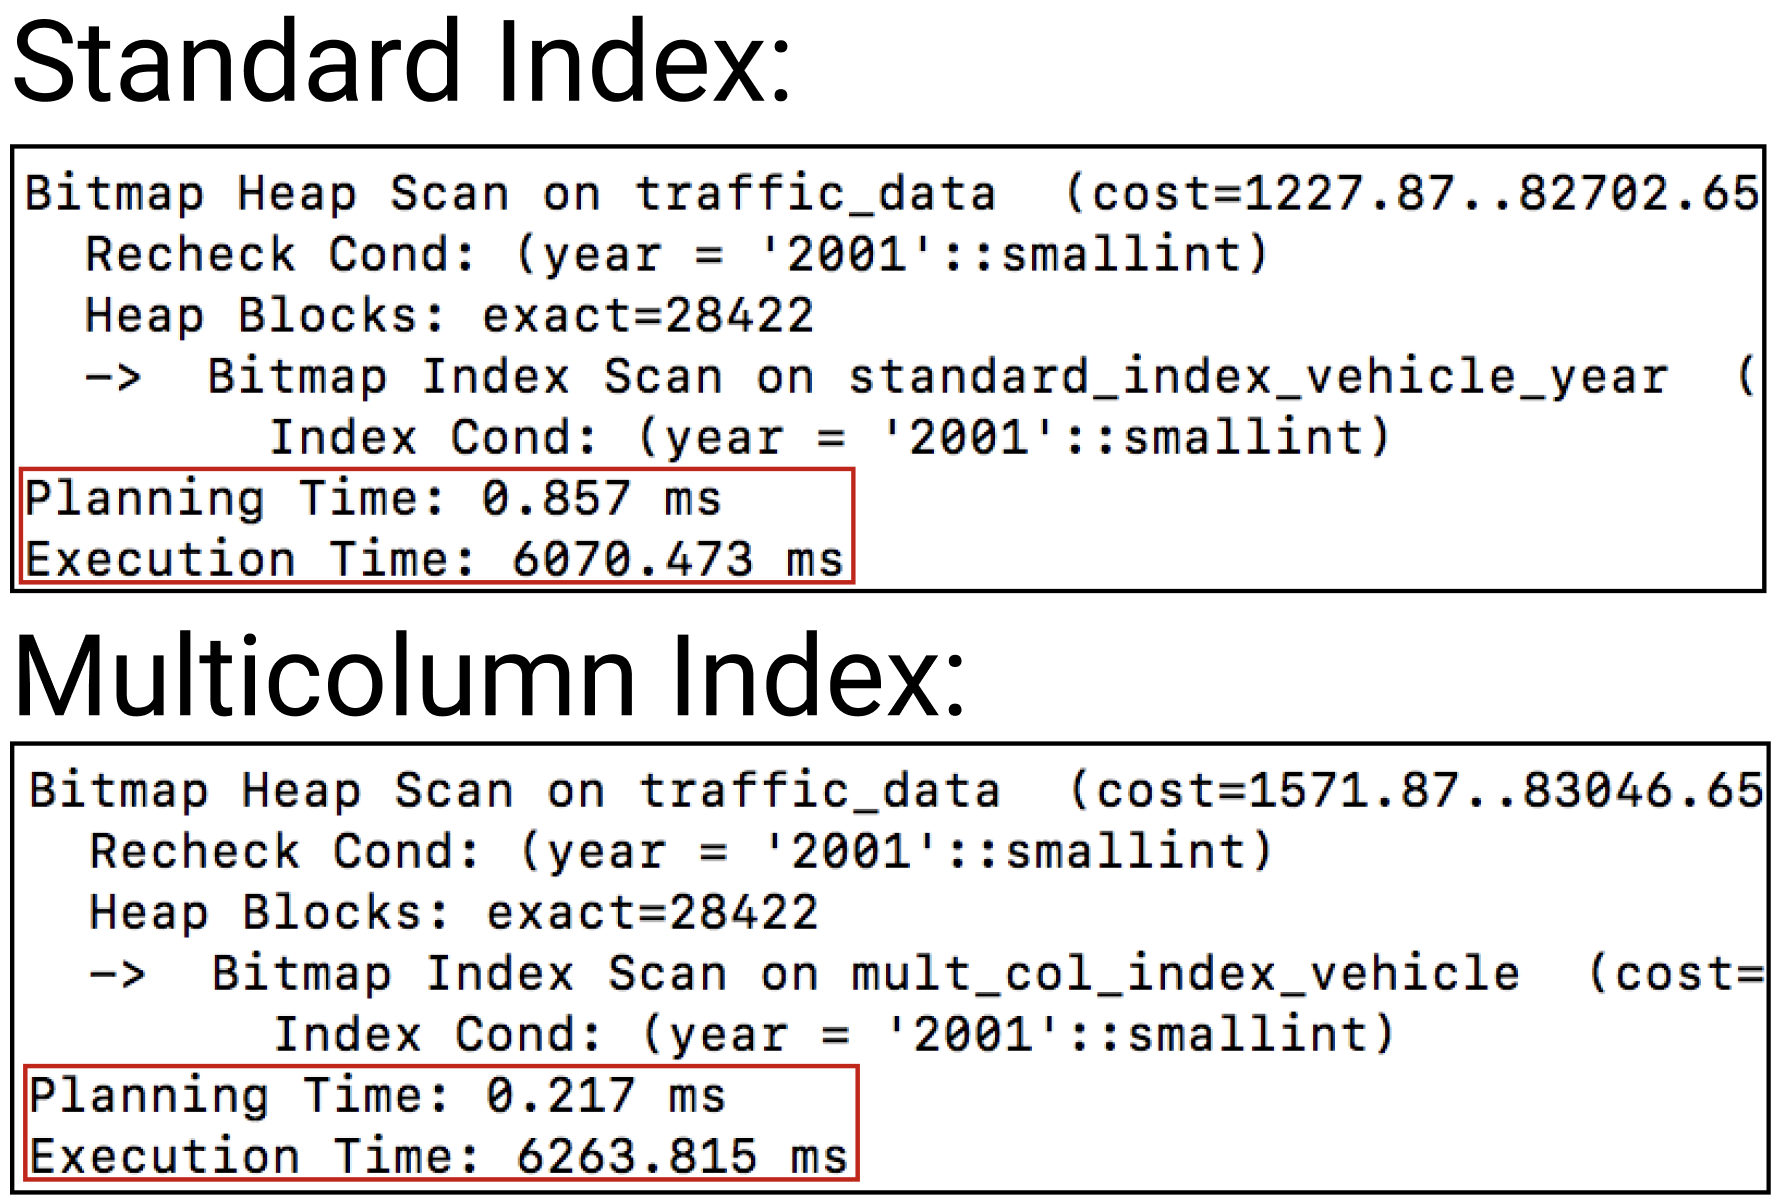 Standard Index:
Bitmap Heap Scan on traffic_data  (cost=1227.87..82702.65
  Recheck Cond: (year = '2001'::smallint)
  Heap Blocks: exact=28422
  ->  Bitmap Index Scan on standard_index_vehicle_year  (
        Index Cond: (year = '2001'::smallint)
Planning Time: 0.857 ms
Execution Time: 6070.473 ms
Multicolumn Index:
Bitmap Heap Scan on traffic_data  (cost=1571.87..83046.65
  Recheck Cond: (year = '2001'::smallint)
  Heap Blocks: exact=28422
  ->  Bitmap Index Scan on mult_col_index_vehicle  (cost=
        Index Cond: (year = '2001'::smallint)
Planning Time: 0.217 ms
Execution Time: 6263.815 ms